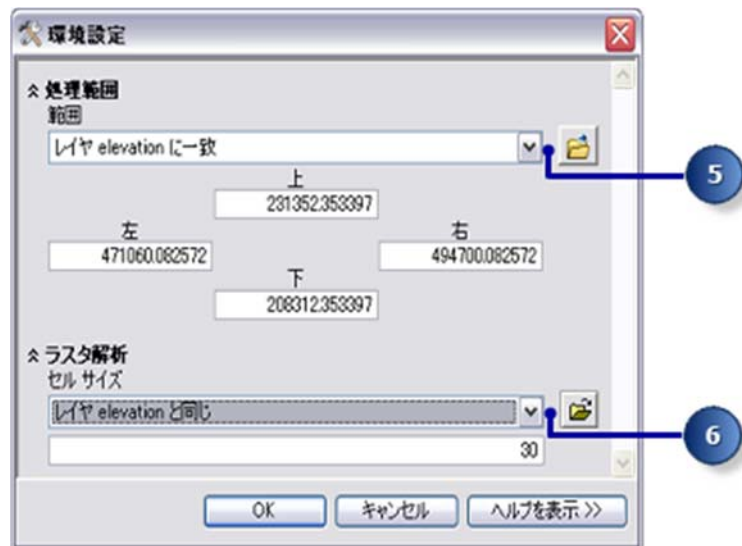 環境設定
処理範囲
範囲
レイヤ elevation に一致
5
上
231352.353397
左
471060.082572
右
494700.082572
下
208312.353397
ラスタ解析
セル サイズ
レイヤ elevation と同じ
6
30
OK
キャンセル
ヘルプを表示 >>